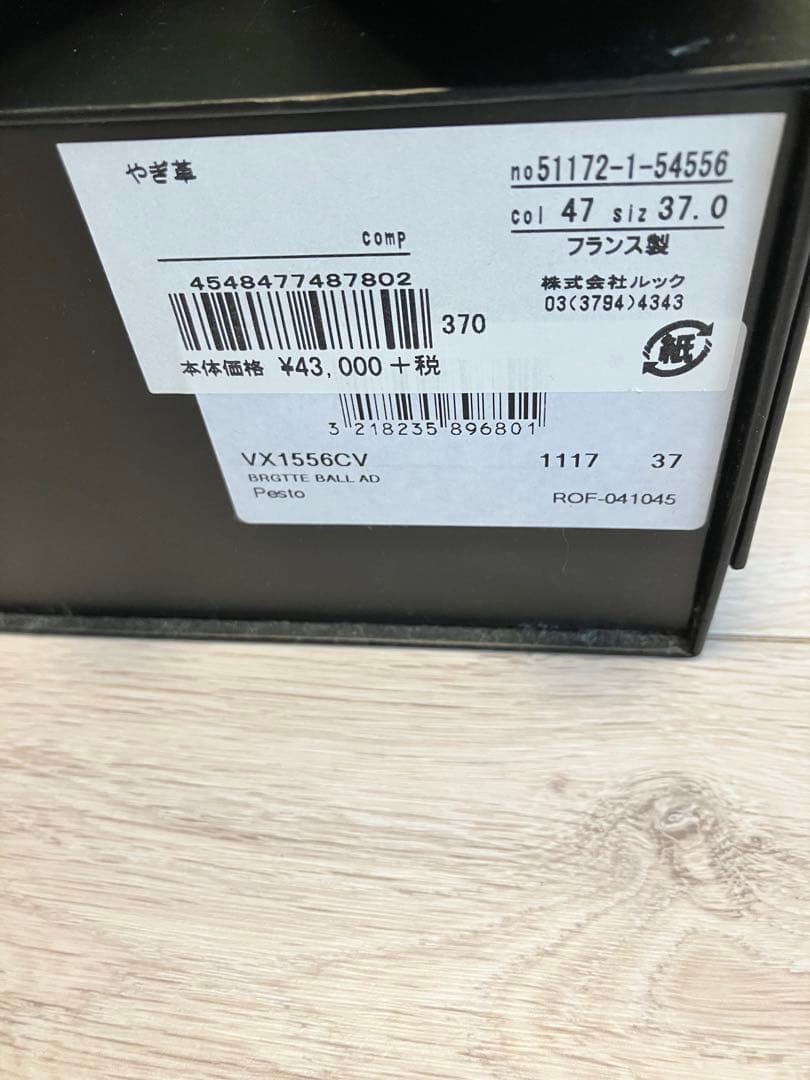 やぎ革
no51172-1-54556
col 47 siz 37.0
comp
フランス製
4548477487802
株式会社ルック
03(3794)4343
370
紙
本体価格 ¥43,000+税
3 218235 896801
VX1556CV 1117 37
BRGTTE BALL AD
Pesto ROF-041045